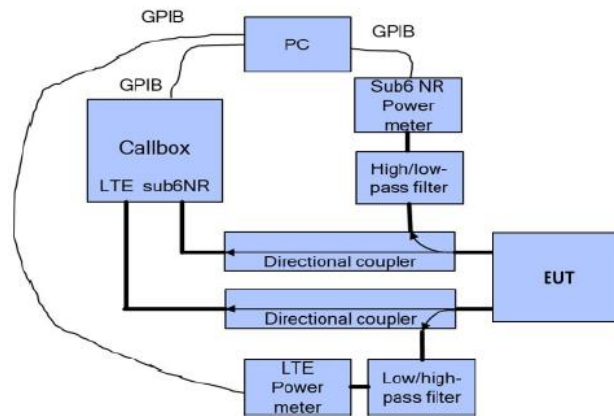 GPIB
PC
GPIB
GPIB
Sub6 NR
Power
meter
Callbox
LTE sub6NR
High/low-
pass filter
Directional coupler
EUT
Directional coupler
LTE
Power
meter
Low/high-
pass filter